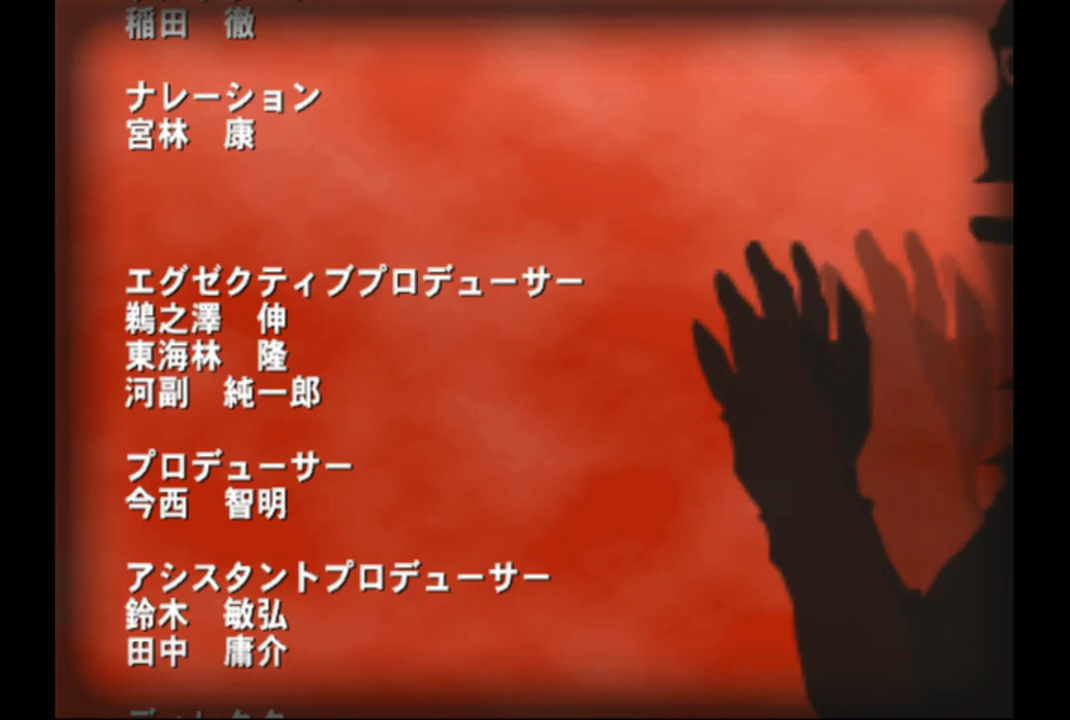 稲田　徹
ナレーション
宮林　康
エグゼクティブプロデューサー
鵜之澤　伸
東海林　隆
河副　純一郎
プロデューサー
今西　智明
アシスタントプロデューサー
鈴木　敏弘
田中　庸介